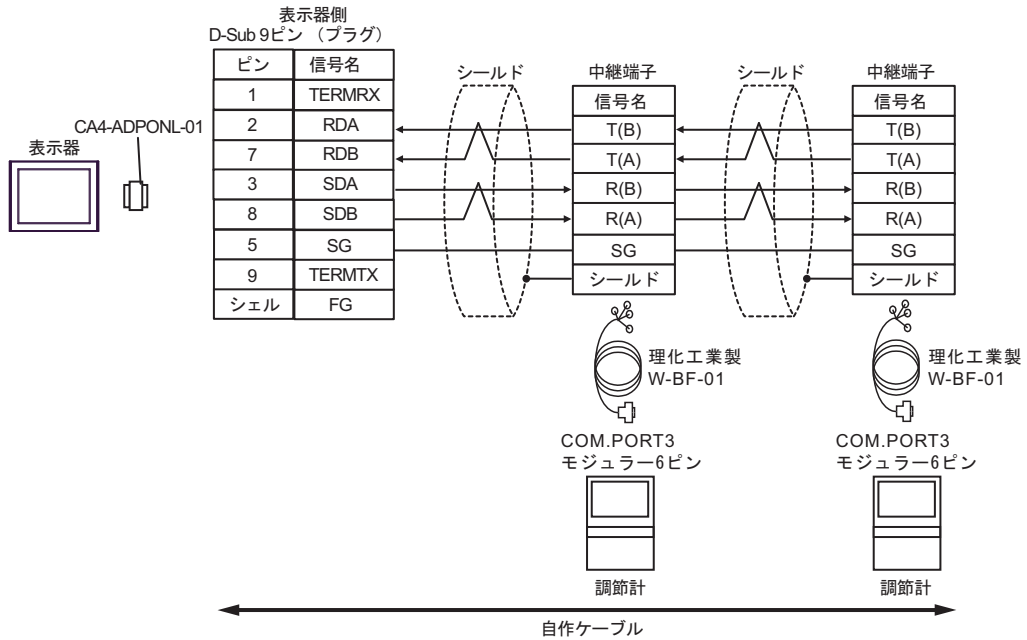 表示器側
D-Sub 9ピン （プラグ）
ピン 信号名
1 TERMRX
2 RDA
7 RDB
3 SDA
8 SDB
5 SG
9 TERMTX
シェル FG
CA4-ADPONL-01
表示器
シールド
中継端子
信号名
T(B)
T(A)
R(B)
R(A)
SG
シールド
シールド
中継端子
信号名
T(B)
T(A)
R(B)
R(A)
SG
シールド
理化工業製
W-BF-01
COM.PORT3
モジュラー6ピン
調節計
理化工業製
W-BF-01
COM.PORT3
モジュラー6ピン
調節計
自作ケーブル